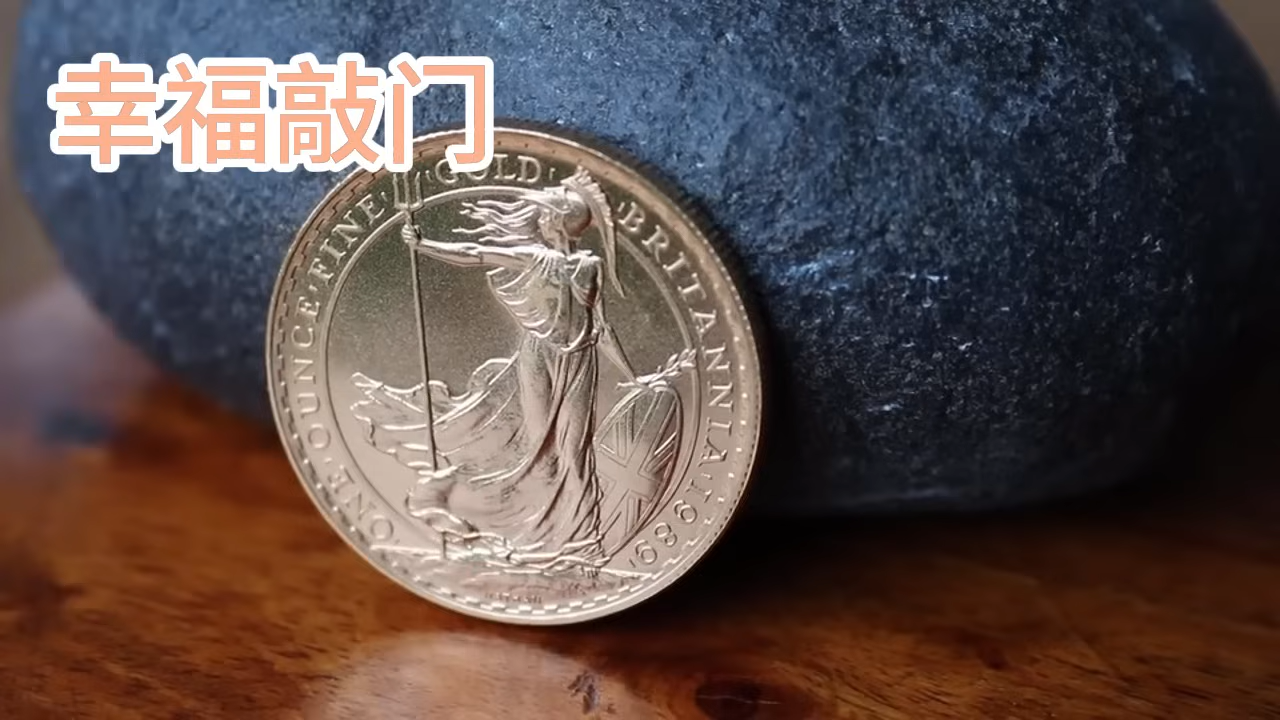 幸福敲门
ONE · OUNCE · FINE · GOLD · BRITANNIA · 1989 ·